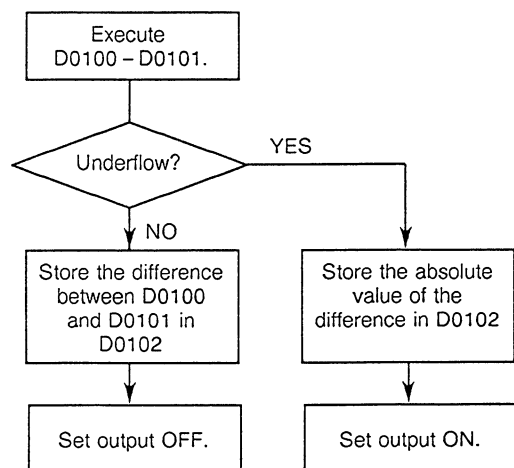 Execute
D0100 – D0101.
Underflow?
YES
NO
Store the difference
between D0100
and D0101 in
D0102
Store the absolute
value of the
difference in D0102
Set output OFF.
Set output ON.